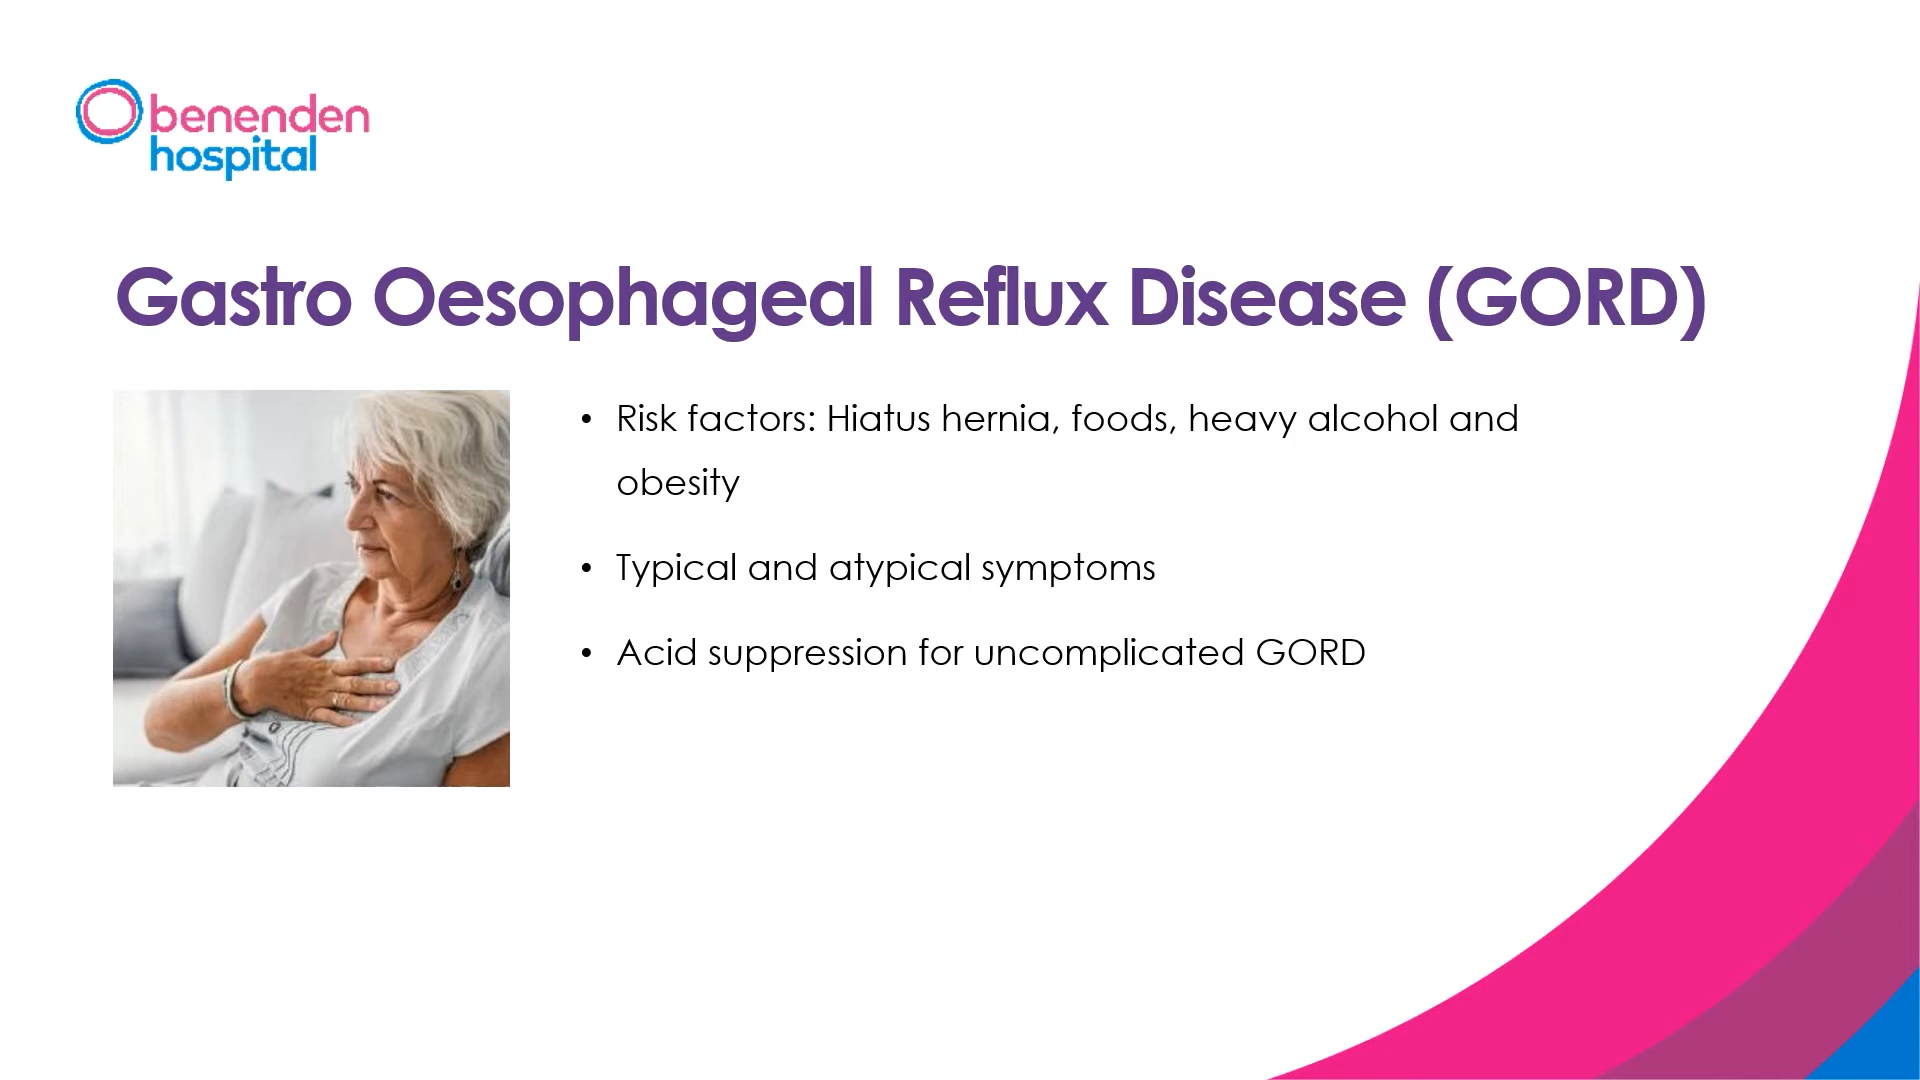 benenden
hospital
Gastro Oesophageal Reflux Disease (GORD)
• Risk factors: Hiatus hernia, foods, heavy alcohol and
obesity
• Typical and atypical symptoms
• Acid suppression for uncomplicated GORD